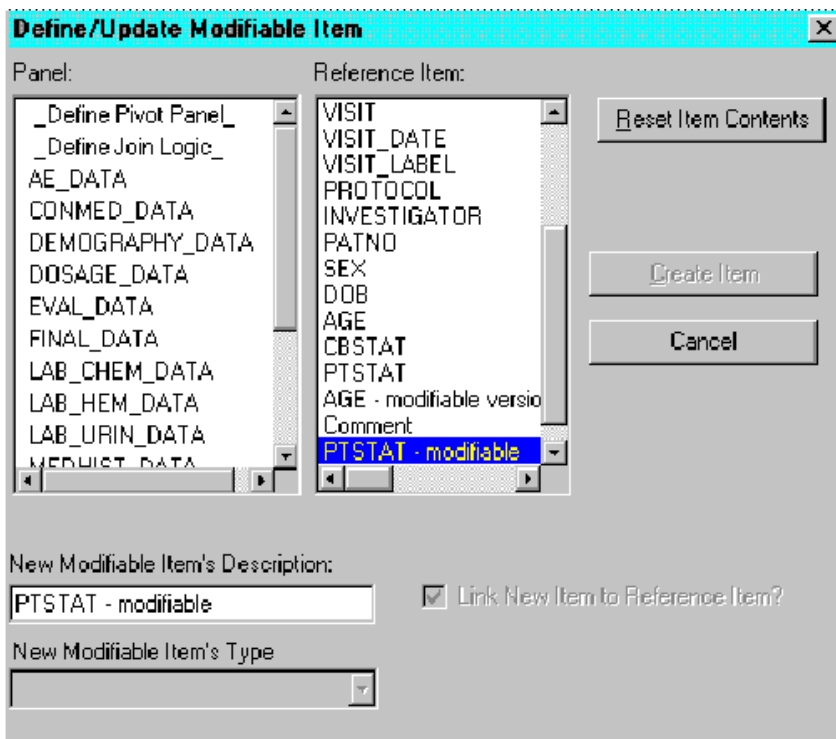 Define/Update Modifiable Item
Panel:
Reference Item:
_Define Pivot Panel_
_Define Join Logic_
AE_DATA
CONMED_DATA
DEMOGRAPHY_DATA
DOSAGE_DATA
EVAL_DATA
FINAL_DATA
LAB_CHEM_DATA
LAB_HEM_DATA
LAB_URIN_DATA
MEDHIST_DATA
VISIT
VISIT_DATE
VISIT_LABEL
PROTOCOL
INVESTIGATOR
PATNO
SEX
DOB
AGE
CBSTAT
PTSTAT
AGE - modifiable versio
Comment
PTSTAT - modifiable
Reset Item Contents
Create Item
Cancel
New Modifiable Item's Description:
PTSTAT - modifiable
Link New Item to Reference Item?
New Modifiable Item's Type